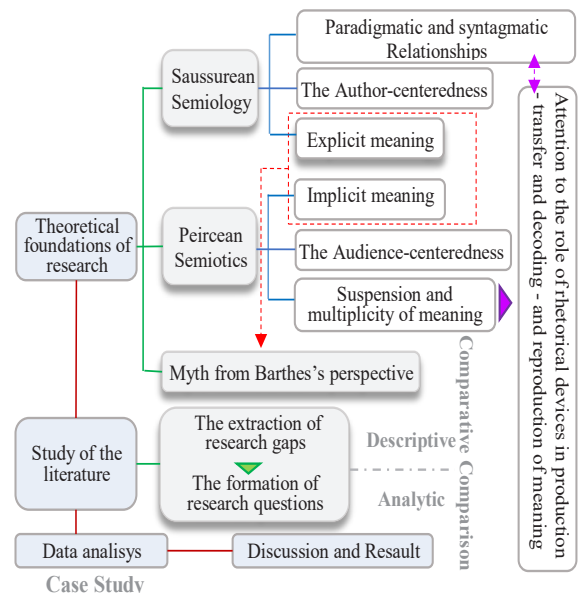 Paradigmatic and syntagmatic
Relationships
Saussurean
Semiology
The Author-centeredness
Explicit meaning
Implicit meaning
Theoretical
foundations of
research
Peircean
Semiotics
The Audience-centeredness
Suspension and
multiplicity of meaning
Myth from Barthes's perspective
Attention to the role of rhetorical devices in production
- transfer and decoding - and reproduction of meaning
Study of the
literature
The extraction of
research gaps
The formation of
research questions
Descriptive
Analytic
Comparative Comparison
Data analisys
Discussion and Resault
Case Study